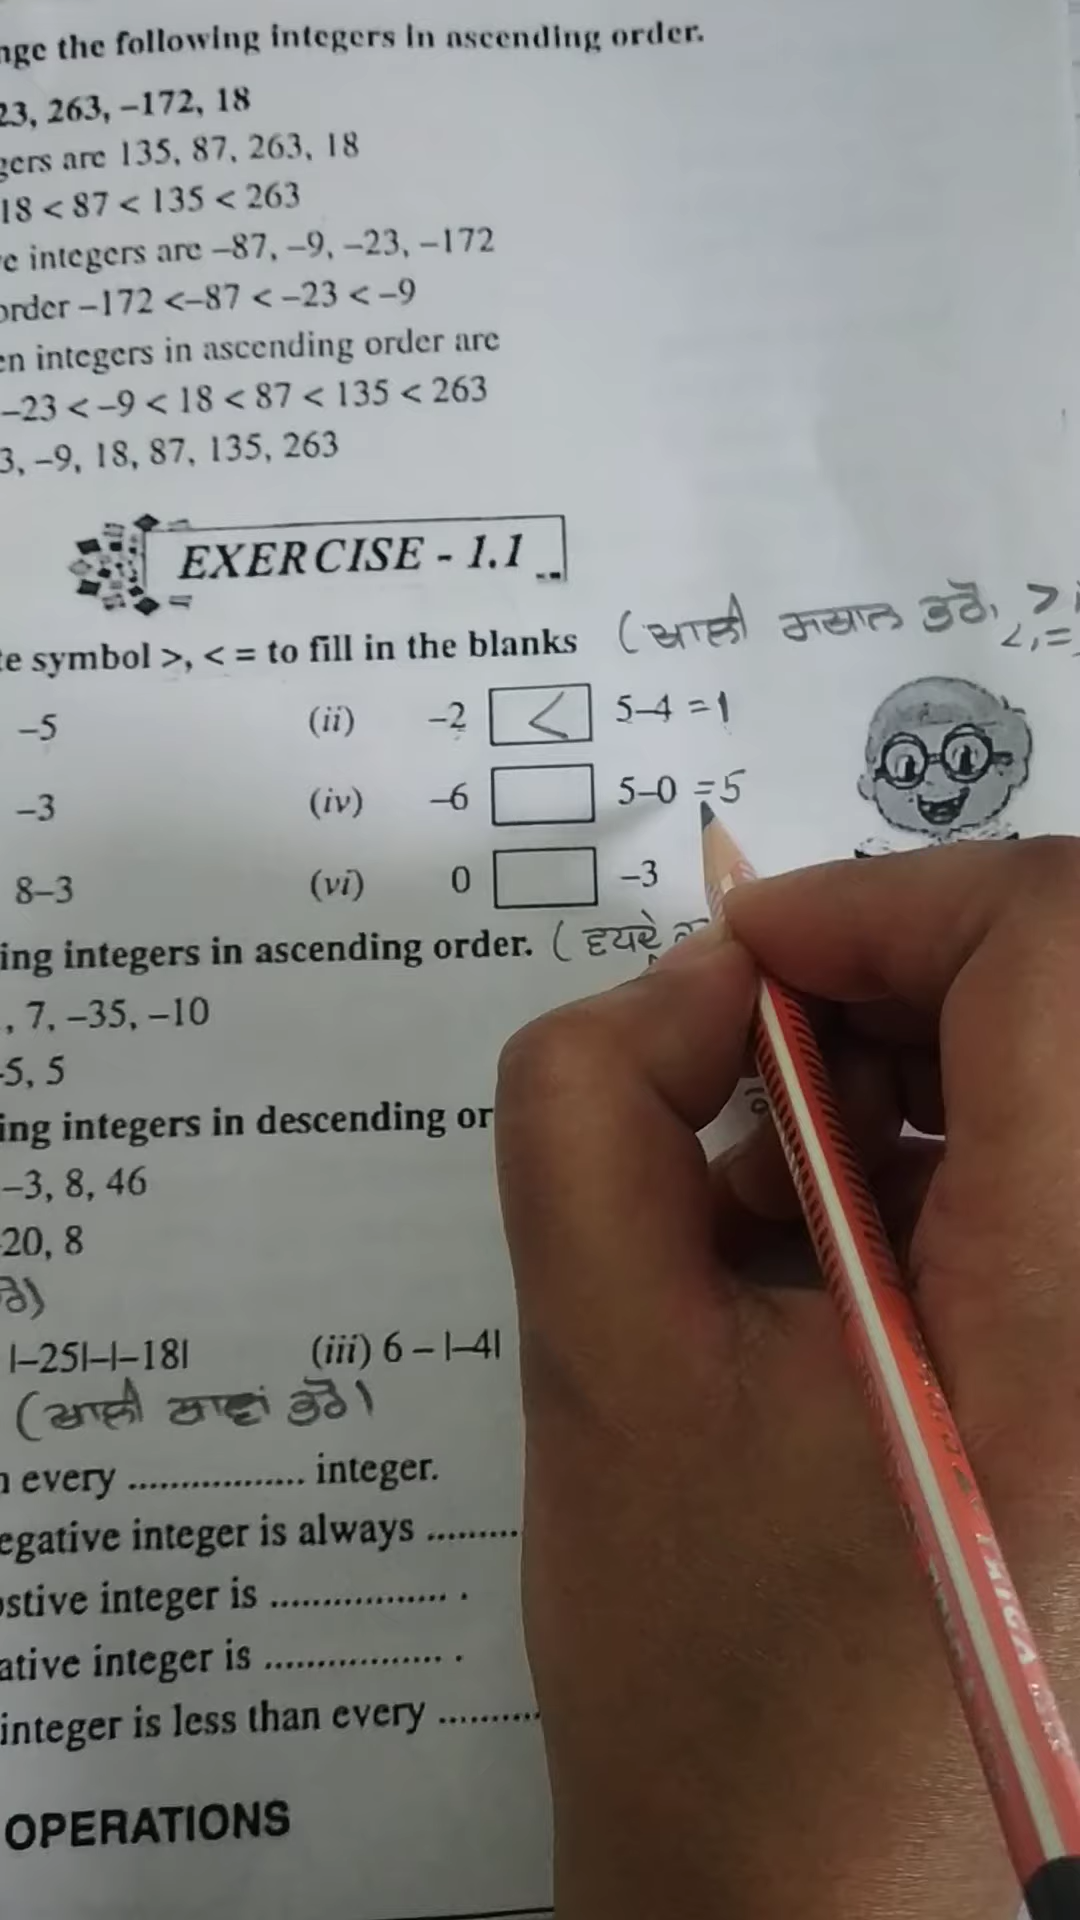 the following integers in ascending order.
23, 263, –172, 18
are 135, 87, 263, 18
18 < 87 < 135 < 263
integers are –87, –9, –23, –172
order –172 <–87 < –23 < –9
integers in ascending order are
–23 < –9 < 18 < 87 < 135 < 263
3, –9, 18, 87, 135, 263
EXERCISE - 1.1
symbol >, < = to fill in the blanks (ਖਾਲੀ ਸਥਾਨ ਭਰੋ, >,
<, =)
–5 (ii) –2 < 5–4 = 1
–3 (iv) –6 5–0 = 5
8–3 (vi) 0 –3
integers in ascending order. (
, 7, –35, –10
-5, 5
integers in descending or
–3, 8, 46
20, 8
|–25|–|–18| (iii) 6 – |–4|
(ਖਾਲੀ ਥਾਵਾਂ ਭਰੋ)
every ................. integer.
egative integer is always .........
ostive integer is ................. .
ative integer is ................. .
integer is less than every ..........
OPERATIONS